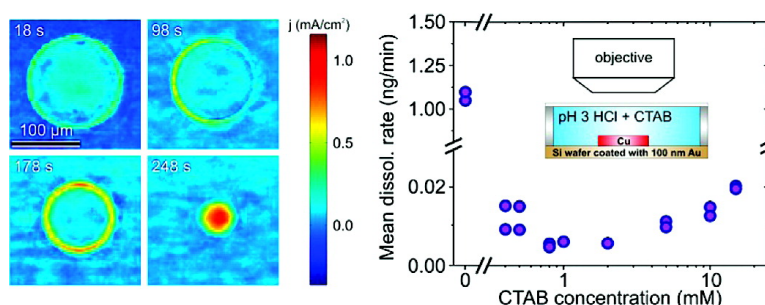 18 s
98 s
100 µm
178 s
248 s
j (mA/cm²)
1.0
0.5
0.0
Mean dissol. rate (ng/min)
1.50
1.25
1.00
0.02
0.00
objective
pH 3 HCl + CTAB
Cu
Si wafer coated with 100 nm Au
0 1 10
CTAB concentration (mM)